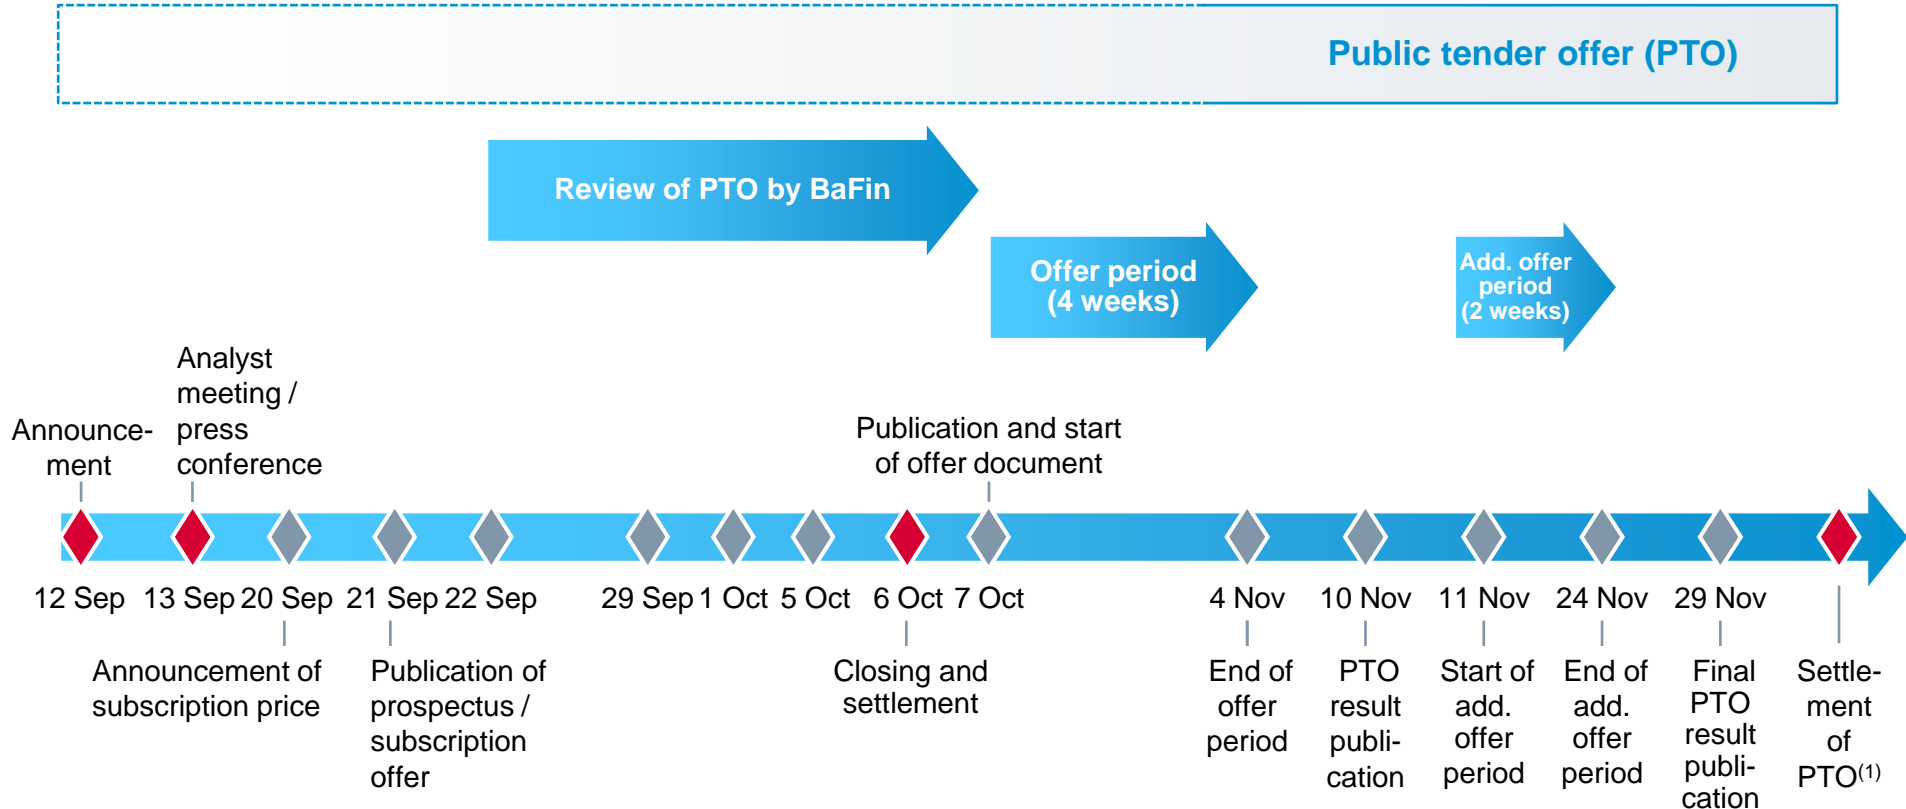 Public tender offer (PTO)
Review of PTO by BaFin
Offer period
(4 weeks)
Add. offer
period
(2 weeks)
Announce-
ment
Analyst
meeting /
press
conference
Publication and start
of offer document
12 Sep
13 Sep
20 Sep
21 Sep
22 Sep
29 Sep
1 Oct
5 Oct
6 Oct
7 Oct
4 Nov
10 Nov
11 Nov
24 Nov
29 Nov
Announcement of
subscription price
Publication of
prospectus /
subscription
offer
Closing and
settlement
End of
offer
period
PTO
result
publi-
cation
Start of
add.
offer
period
End of
add.
offer
period
Final
PTO
result
publi-
cation
Settle-
ment
of
PTO(1)